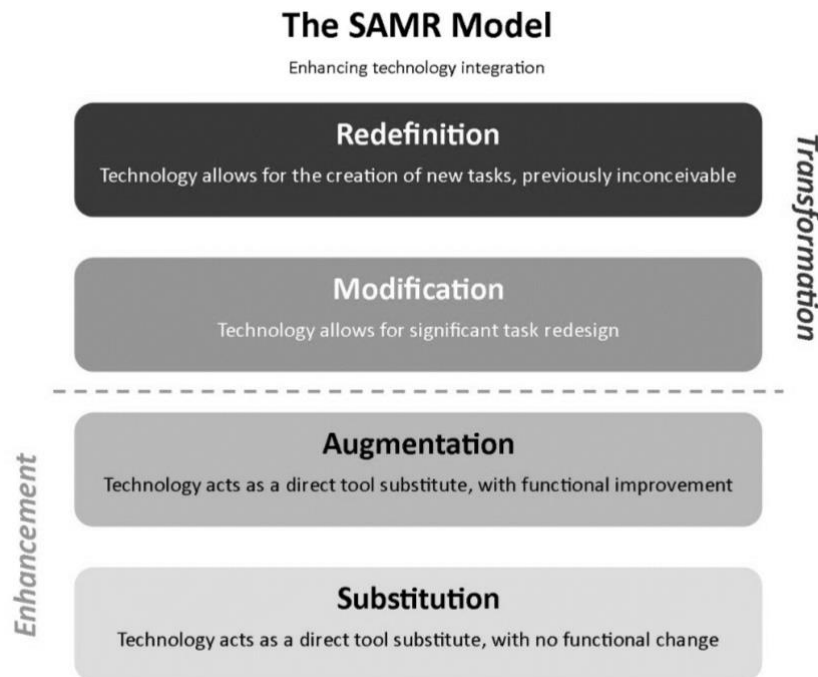 The SAMR Model
Enhancing technology integration
Redefinition
Technology allows for the creation of new tasks, previously inconceivable
Modification
Technology allows for significant task redesign
Transformation
Augmentation
Technology acts as a direct tool substitute, with functional improvement
Substitution
Technology acts as a direct tool substitute, with no functional change
Enhancement